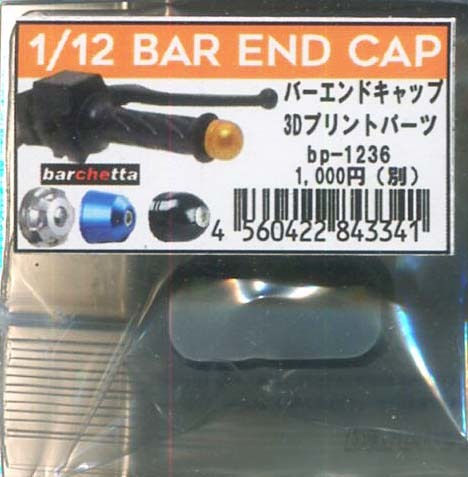 1/12 BAR END CAP
バーエンドキャップ
3Dプリントパーツ
bp-1236
1,000円（別）
barchetta
4 560422 843341